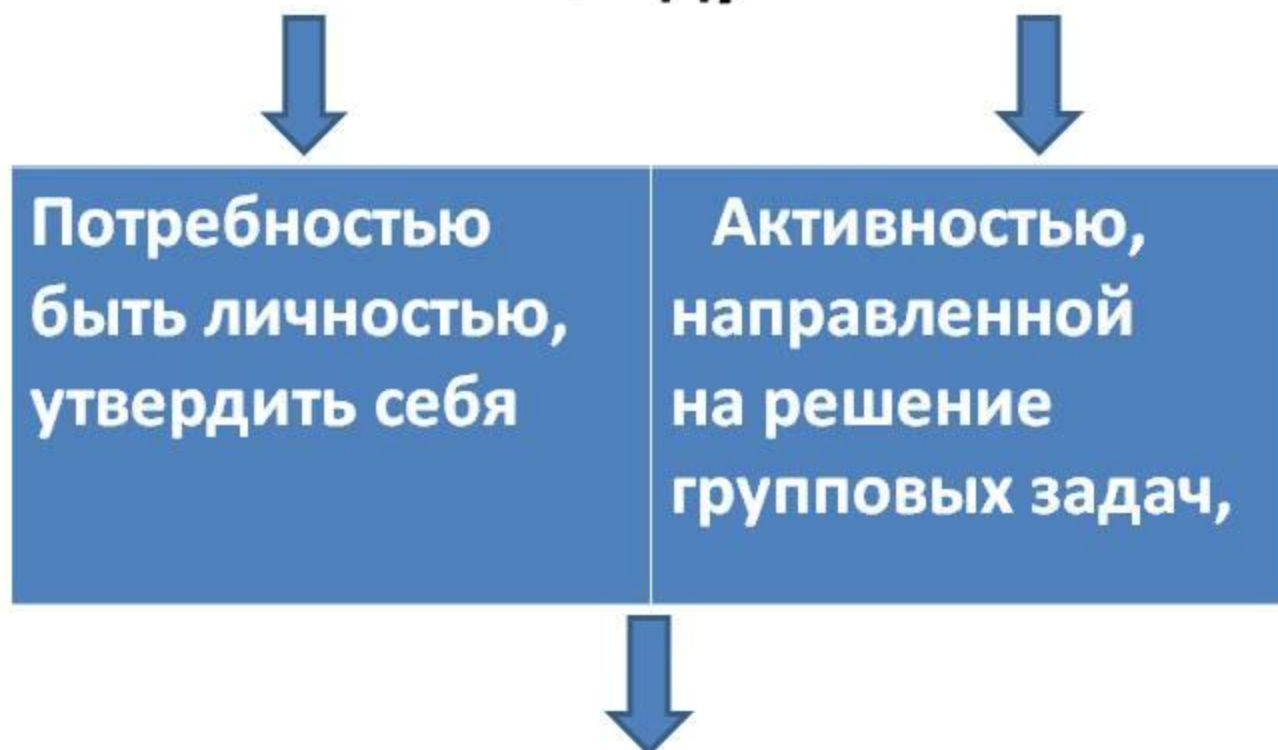 Потребностью
быть личностью,
утвердить себя
Активностью,
направленной
на решение
групповых задач,